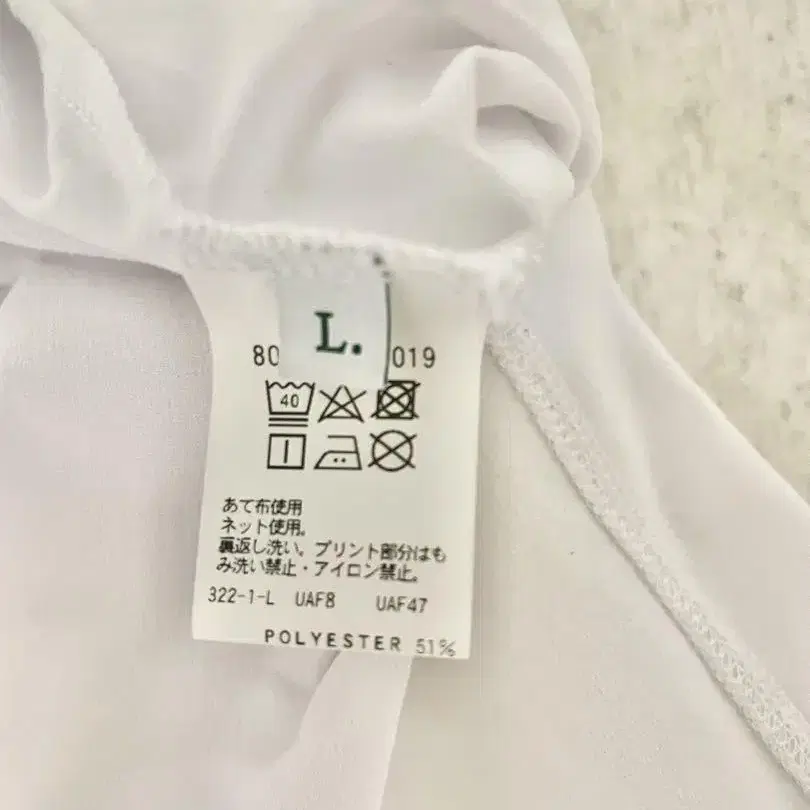 L.
80 019
40
あて布使用
ネット使用。
裏返し洗い。プリント部分はも
み洗い禁止・アイロン禁止。
322-1-L UAF8 UAF47
POLYESTER 51%